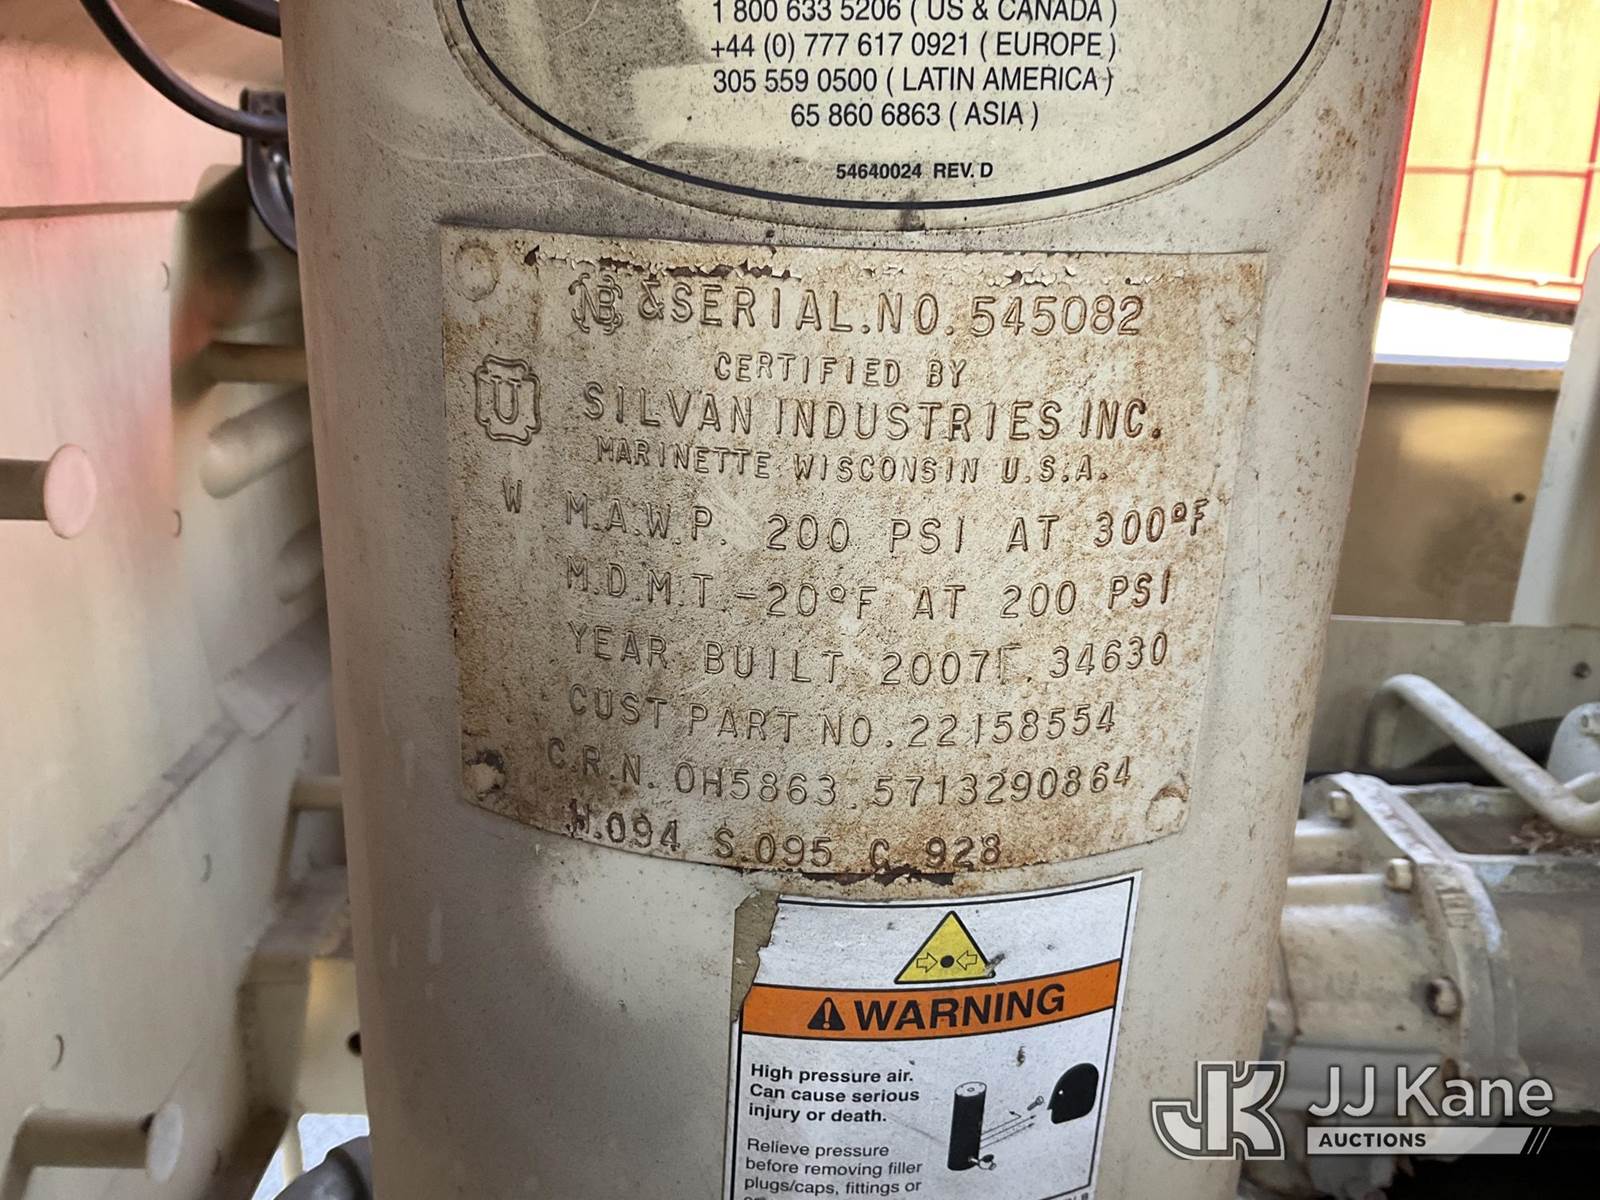 1 800 633 5206 ( US & CANADA )
+44 (0) 777 617 0921 ( EUROPE )
305 559 0500 ( LATIN AMERICA )
65 860 6863 ( ASIA )
54640024 REV. D
NB & SERIAL.NO. 545082
CERTIFIED BY
U SILVAN INDUSTRIES INC.
MARINETTE WISCONSIN U.S.A.
W M.A.W.P. 200 PSI AT 300°F
M.D.M.T. -20°F AT 200 PSI
YEAR BUILT 2007 34630
CUST PART NO. 22158554
C.R.N. 0H5863.5713290864
H.094 S.095 C. 928
WARNING
High pressure air.
Can cause serious
injury or death.
Relieve pressure
before removing filler
plugs/caps, fittings or
JK JJ Kane
AUCTIONS